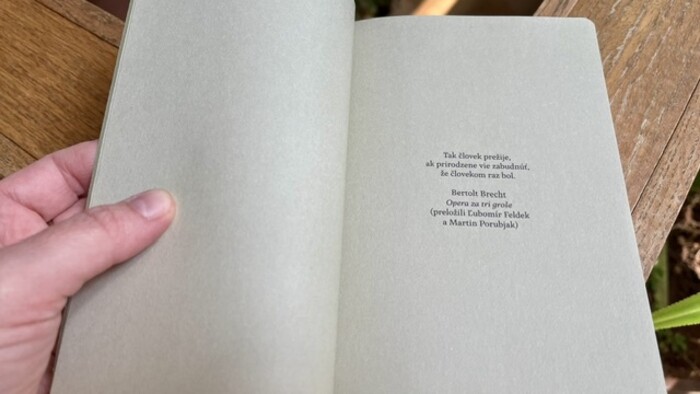 Tak človek prežije,
ak prirodzene vie zabudnúť,
že človekom raz bol.
Bertolt Brecht
Opera za tri groše
(preložili Ľubomír Feldek
a Martin Porubjak)